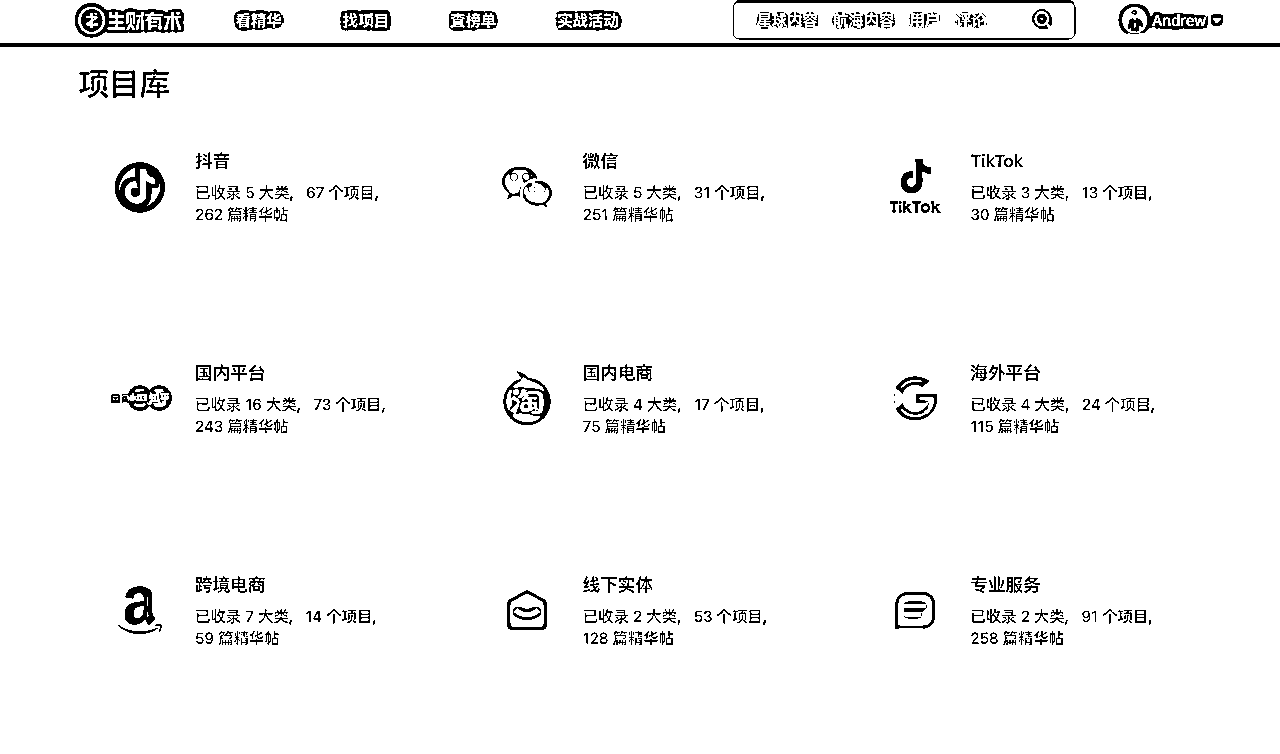 生财有术 看精华 找项目 查榜单 实战活动 星球内容 航海内容 用户 评论 Andrew
项目库
抖音
已收录 5 大类, 67 个项目,
262 篇精华帖
微信
已收录 5 大类, 31 个项目,
251 篇精华帖
TikTok
TikTok
已收录 3 大类, 13 个项目,
30 篇精华帖
国内平台
已收录 16 大类, 73 个项目,
243 篇精华帖
淘
国内电商
已收录 4 大类, 17 个项目,
75 篇精华帖
海外平台
已收录 4 大类, 24 个项目,
115 篇精华帖
跨境电商
已收录 7 大类, 14 个项目,
59 篇精华帖
线下实体
已收录 2 大类, 53 个项目,
128 篇精华帖
专业服务
已收录 2 大类, 91 个项目,
258 篇精华帖